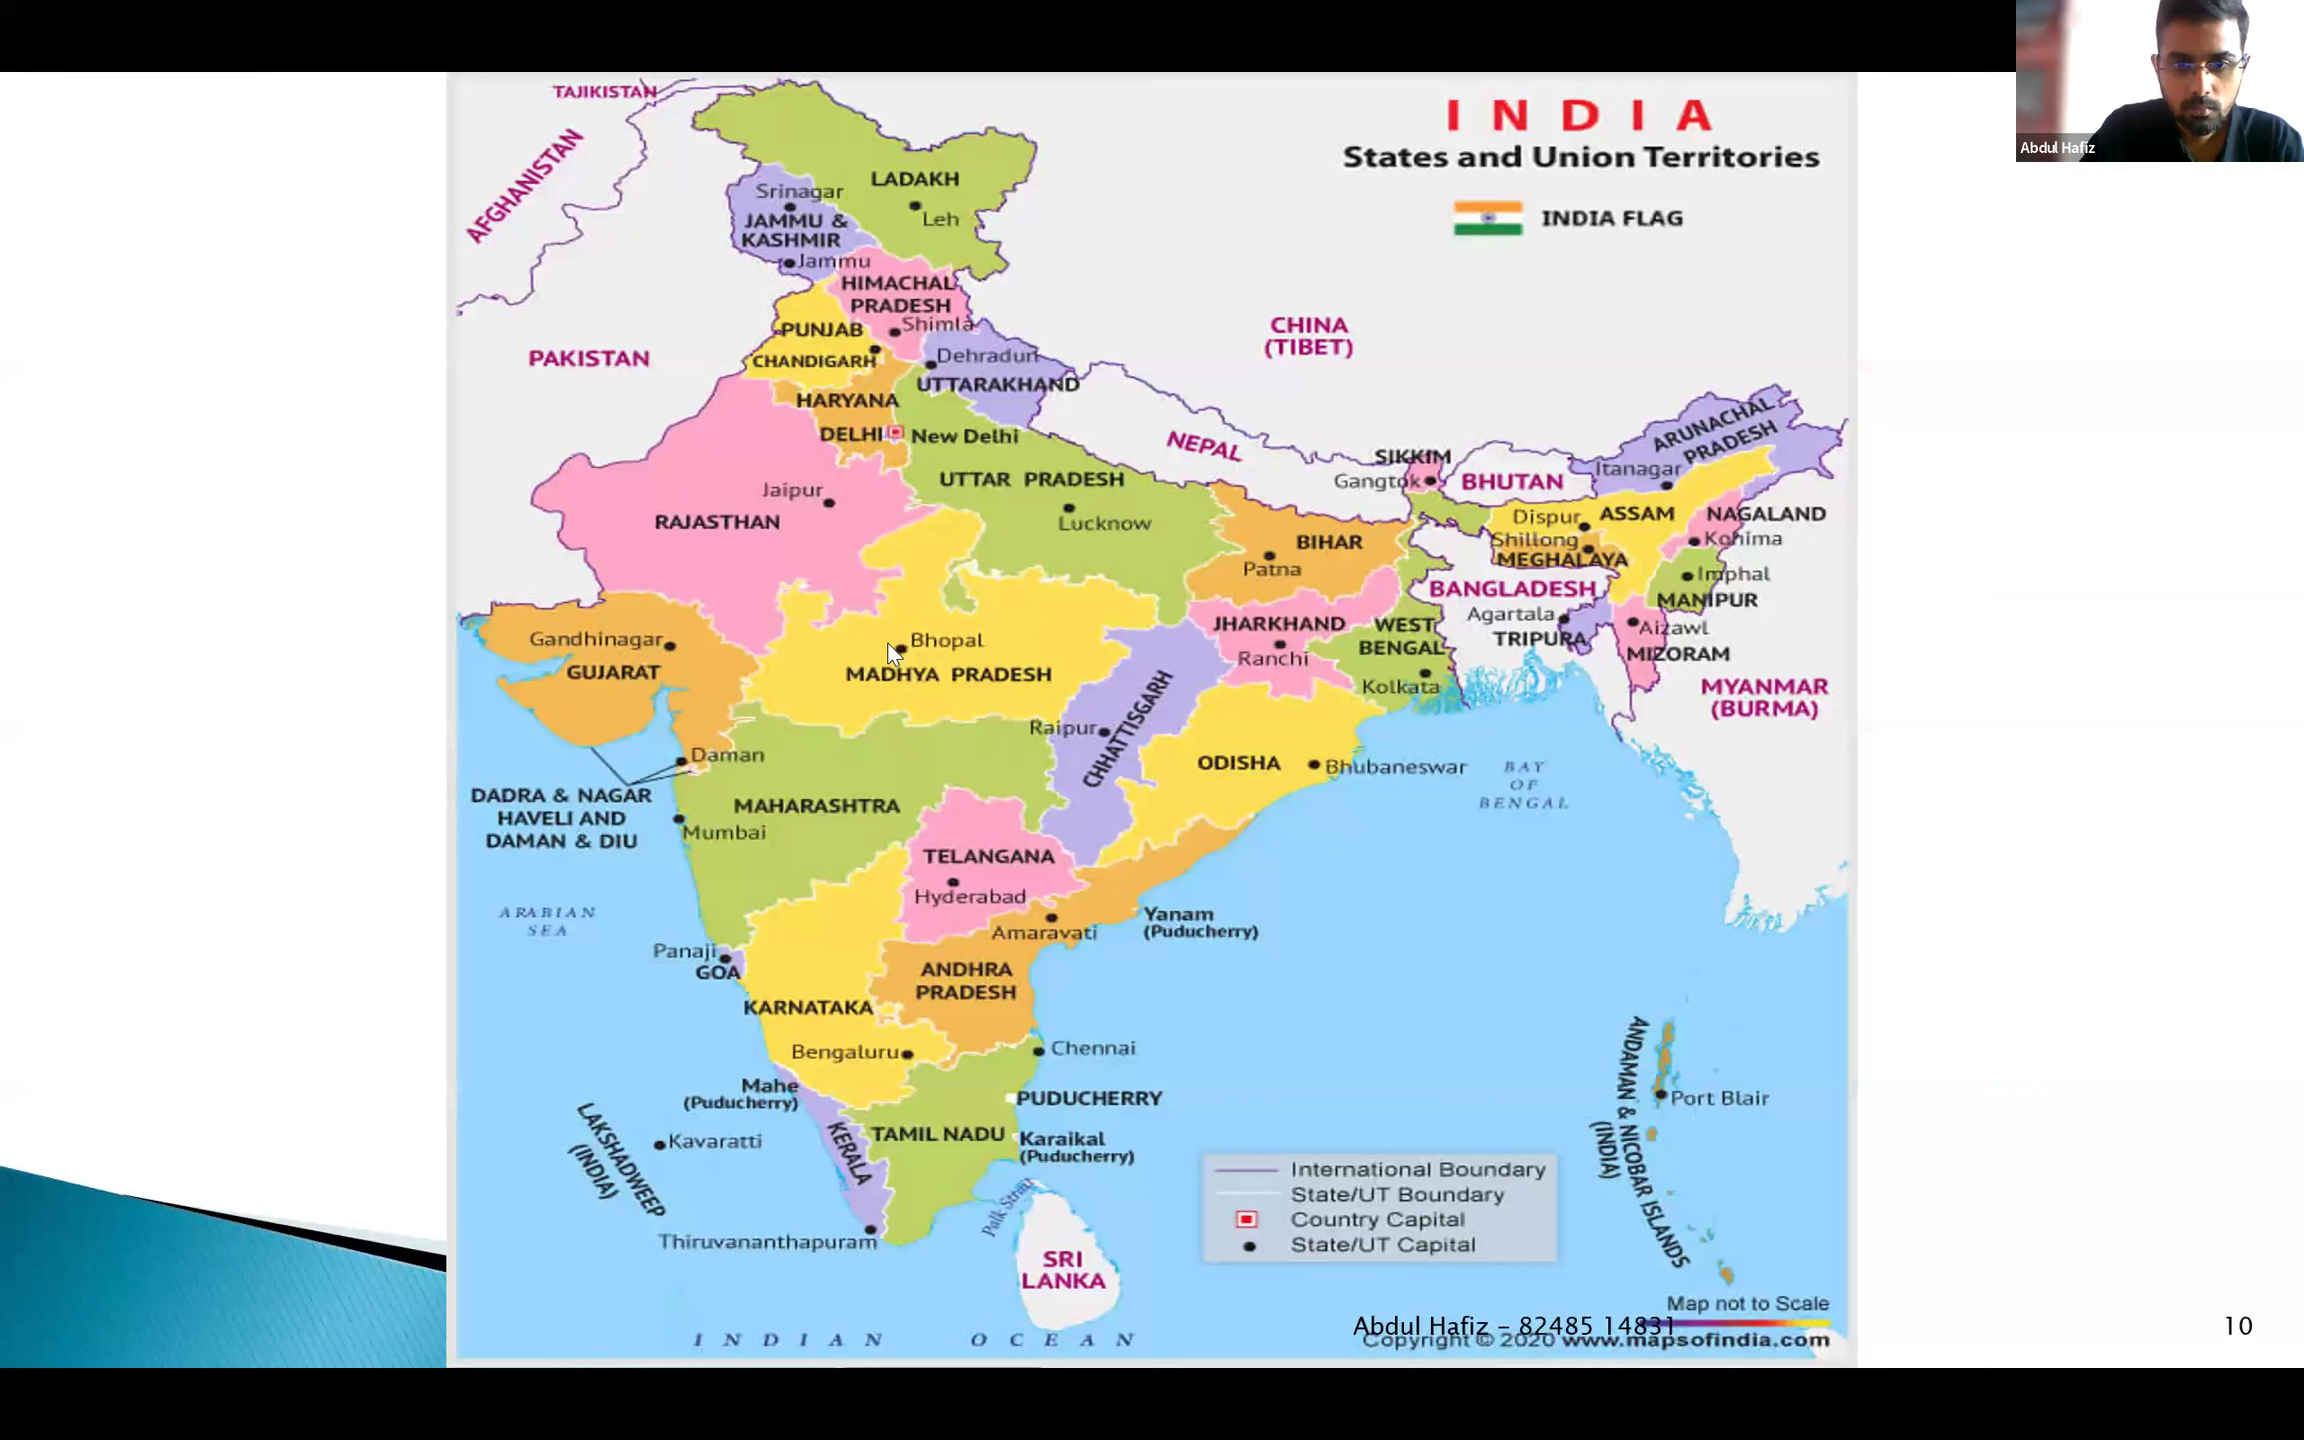 Abdul Hafiz
INDIA
States and Union Territories
INDIA FLAG
TAJIKISTAN
AFGHANISTAN
PAKISTAN
CHINA
(TIBET)
NEPAL
BHUTAN
BANGLADESH
MYANMAR
(BURMA)
SRI
LANKA
LADAKH
Leh
Srinagar
JAMMU &
KASHMIR
Jammu
HIMACHAL
PRADESH
Shimla
PUNJAB
CHANDIGARH
Dehradun
UTTARAKHAND
HARYANA
DELHI
New Delhi
UTTAR PRADESH
Lucknow
Jaipur
RAJASTHAN
BIHAR
Patna
SIKKIM
Gangtok
ARUNACHAL
PRADESH
Itanagar
Dispur
ASSAM
NAGALAND
Kohima
Shillong
MEGHALAYA
Imphal
MANIPUR
Agartala
TRIPURA
Aizawl
MIZORAM
JHARKHAND
Ranchi
WEST
BENGAL
Kolkata
Gandhinagar
GUJARAT
Bhopal
MADHYA PRADESH
Raipur
CHHATTISGARH
Daman
DADRA & NAGAR
HAVELI AND
DAMAN & DIU
MAHARASHTRA
Mumbai
ODISHA
Bhubaneswar
BAY
OF
BENGAL
TELANGANA
Hyderabad
ARABIAN
SEA
Amaravati
Yanam
(Puducherry)
Panaji
GOA
ANDHRA
PRADESH
KARNATAKA
Bengaluru
Chennai
Mahe
(Puducherry)
PUDUCHERRY
TAMIL NADU
Karaikal
(Puducherry)
KERALA
LAKSHADWEEP
(INDIA)
Kavaratti
Thiruvananthapuram
Palk Strait
ANDAMAN & NICOBAR ISLANDS
(INDIA)
Port Blair
International Boundary
State/UT Boundary
Country Capital
State/UT Capital
Map not to Scale
INDIAN OCEAN
Abdul Hafiz - 82485 14831
Copyright © 2020 www.mapsofindia.com
10